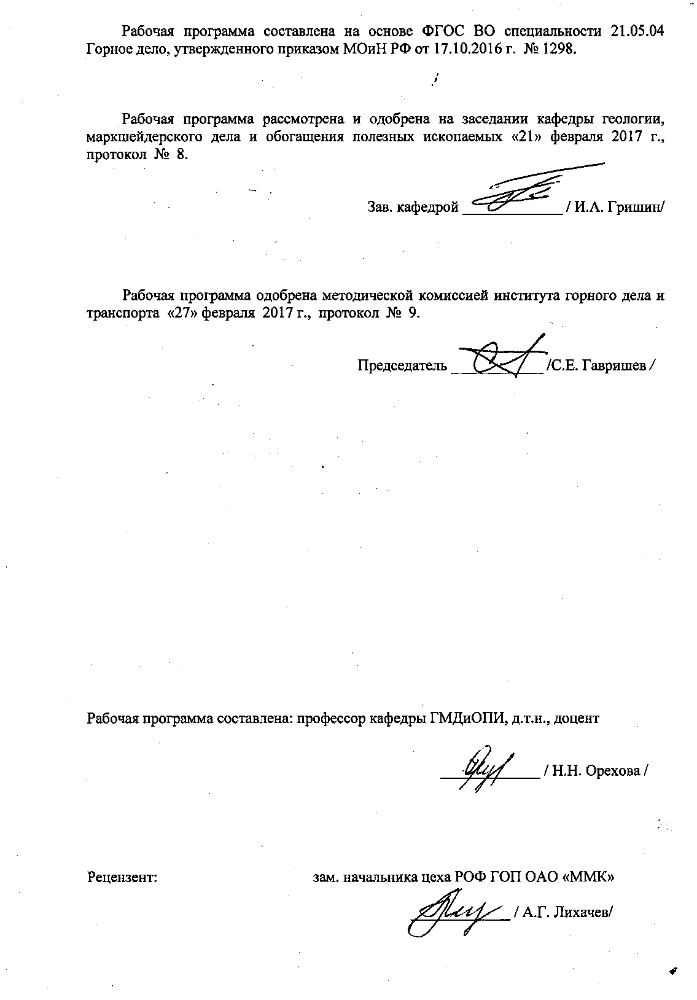 Рабочая программа составлена на основе ФГОС ВО специальности 21.05.04
Горное дело, утвержденного приказом МОиН РФ от 17.10.2016 г. № 1298.
Рабочая программа рассмотрена и одобрена на заседании кафедры геологии,
маркшейдерского дела и обогащения полезных ископаемых «21» февраля 2017 г.,
протокол № 8.
Зав. кафедрой _____________ / И.А. Гришин/
Рабочая программа одобрена методической комиссией института горного дела и
транспорта «27» февраля 2017 г., протокол № 9.
Председатель ____________ /С.Е. Гавришев /
Рабочая программа составлена: профессор кафедры ГМДиОПИ, д.т.н., доцент
_____________ / Н.Н. Орехова /
Рецензент: зам. начальника цеха РОФ ГОП ОАО «ММК»
_____________ / А.Г. Лихачев/